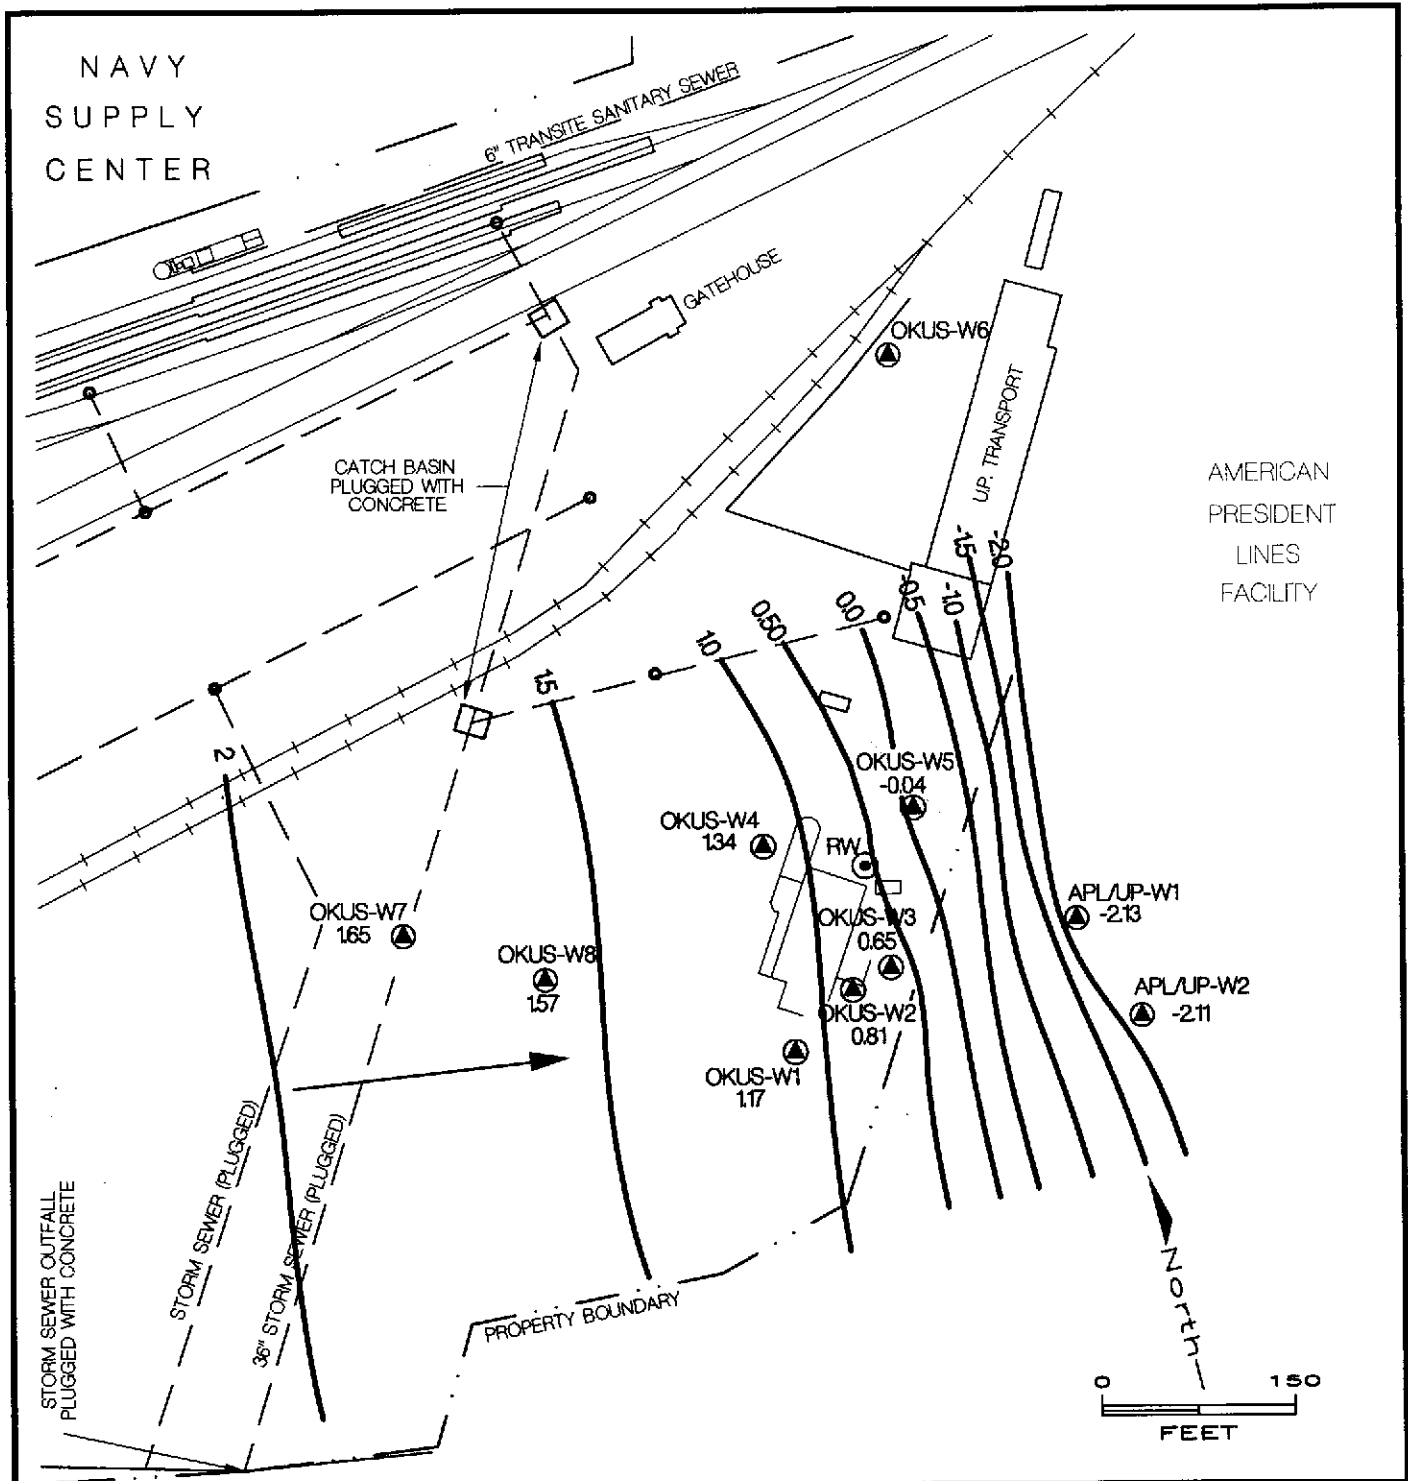 NAVY
SUPPLY
CENTER
6" TRANSITE SANITARY SEWER
GATEHOUSE
OKUS-W6
U.P. TRANSPORT
CATCH BASIN
PLUGGED WITH
CONCRETE
AMERICAN
PRESIDENT
LINES
FACILITY
2
1.5
1.0
0.50
0.0
-0.5
-1.0
-1.5
-2.0
OKUS-W5
-0.04
OKUS-W4
1.34
RW
OKUS-W7
1.65
OKUS-W3
0.65
APL/UP-W1
-2.13
OKUS-W8
1.57
OKUS-W2
0.81
APL/UP-W2
-2.11
OKUS-W1
1.17
STORM SEWER (PLUGGED)
36" STORM SEWER (PLUGGED)
STORM SEWER OUTFALL
PLUGGED WITH CONCRETE
PROPERTY BOUNDARY
North
0 150
FEET